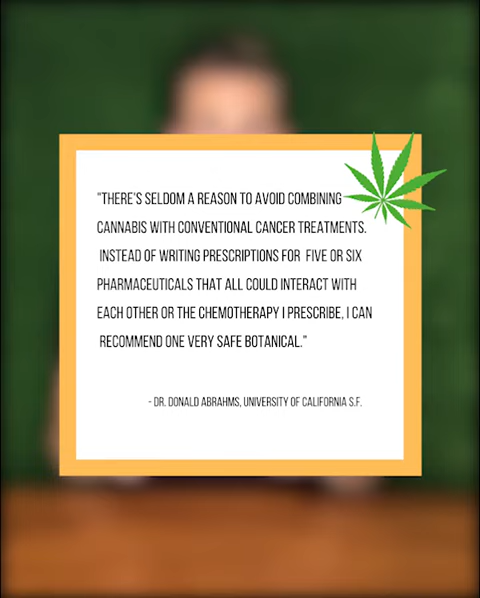 "THERE'S SELDOM A REASON TO AVOID COMBINING
CANNABIS WITH CONVENTIONAL CANCER TREATMENTS.
INSTEAD OF WRITING PRESCRIPTIONS FOR FIVE OR SIX
PHARMACEUTICALS THAT ALL COULD INTERACT WITH
EACH OTHER OR THE CHEMOTHERAPY I PRESCRIBE, I CAN
RECOMMEND ONE VERY SAFE BOTANICAL."
- DR. DONALD ABRAHMS, UNIVERSITY OF CALIFORNIA S.F.